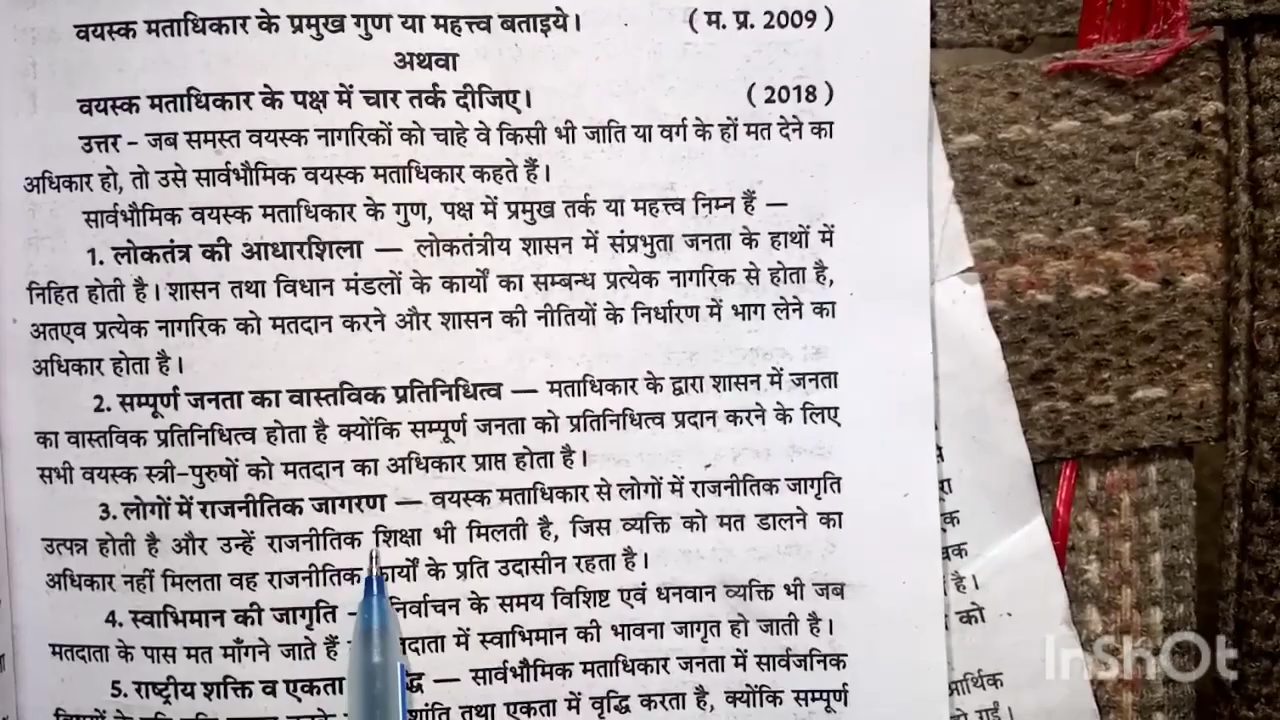 वयस्क मताधिकार के प्रमुख गुण या महत्त्व बताइये। ( म. प्र. 2009 )
अथवा
वयस्क मताधिकार के पक्ष में चार तर्क दीजिए। ( 2018 )
उत्तर - जब समस्त वयस्क नागरिकों को चाहे वे किसी भी जाति या वर्ग के हों मत देने का
अधिकार हो, तो उसे सार्वभौमिक वयस्क मताधिकार कहते हैं।
सार्वभौमिक वयस्क मताधिकार के गुण, पक्ष में प्रमुख तर्क या महत्त्व निम्न हैं —
1. लोकतंत्र की आधारशिला — लोकतंत्रीय शासन में संप्रभुता जनता के हाथों में
निहित होती है। शासन तथा विधान मंडलों के कार्यों का सम्बन्ध प्रत्येक नागरिक से होता है,
अतएव प्रत्येक नागरिक को मतदान करने और शासन की नीतियों के निर्धारण में भाग लेने का
अधिकार होता है।
2. सम्पूर्ण जनता का वास्तविक प्रतिनिधित्व — मताधिकार के द्वारा शासन में जनता
का वास्तविक प्रतिनिधित्व होता है क्योंकि सम्पूर्ण जनता को प्रतिनिधित्व प्रदान करने के लिए
सभी वयस्क स्त्री-पुरुषों को मतदान का अधिकार प्राप्त होता है।
3. लोगों में राजनीतिक जागरण — वयस्क मताधिकार से लोगों में राजनीतिक जागृति
उत्पन्न होती है और उन्हें राजनीतिक शिक्षा भी मिलती है, जिस व्यक्ति को मत डालने का
अधिकार नहीं मिलता वह राजनीतिक कार्यों के प्रति उदासीन रहता है।
4. स्वाभिमान की जागृति — निर्वाचन के समय विशिष्ट एवं धनवान व्यक्ति भी जब
मतदाता के पास मत माँगने जाते हैं मतदाता में स्वाभिमान की भावना जागृत हो जाती है।
5. राष्ट्रीय शक्ति व एकता — सार्वभौमिक मताधिकार जनता में सार्वजनिक
शांति तथा एकता में वृद्धि करता है, क्योंकि सम्पूर्ण
है।
को
InShOt